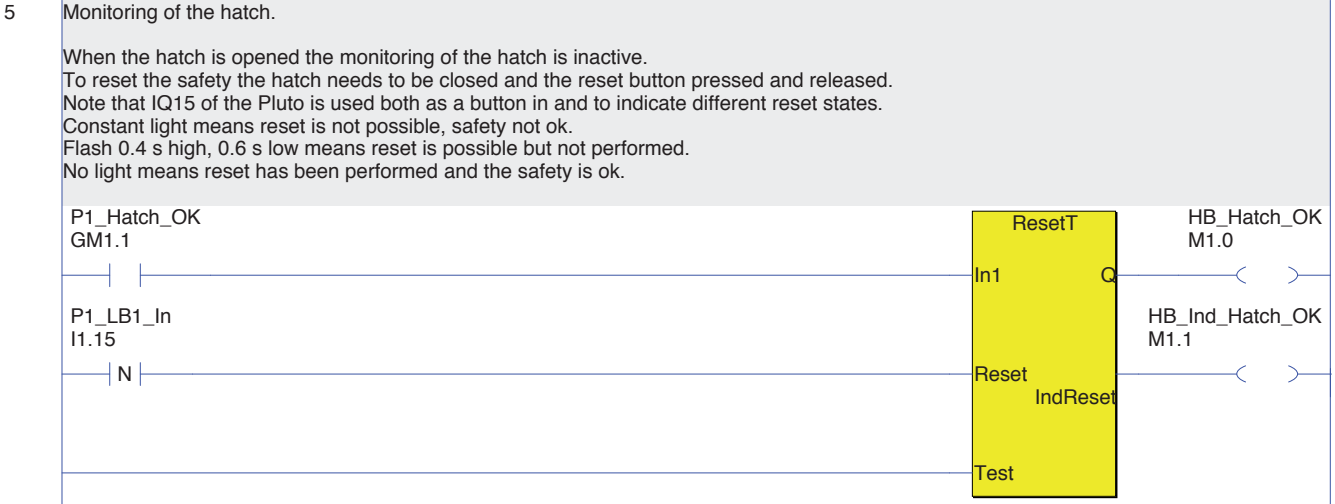 5 Monitoring of the hatch.
When the hatch is opened the monitoring of the hatch is inactive.
To reset the safety the hatch needs to be closed and the reset button pressed and released.
Note that IQ15 of the Pluto is used both as a button in and to indicate different reset states.
Constant light means reset is not possible, safety not ok.
Flash 0.4 s high, 0.6 s low means reset is possible but not performed.
No light means reset has been performed and the safety is ok.
P1_Hatch_OK
GM1.1
ResetT
HB_Hatch_OK
M1.0
In1 Q
P1_LB1_In
I1.15
HB_Ind_Hatch_OK
M1.1
N
Reset
IndReset
Test